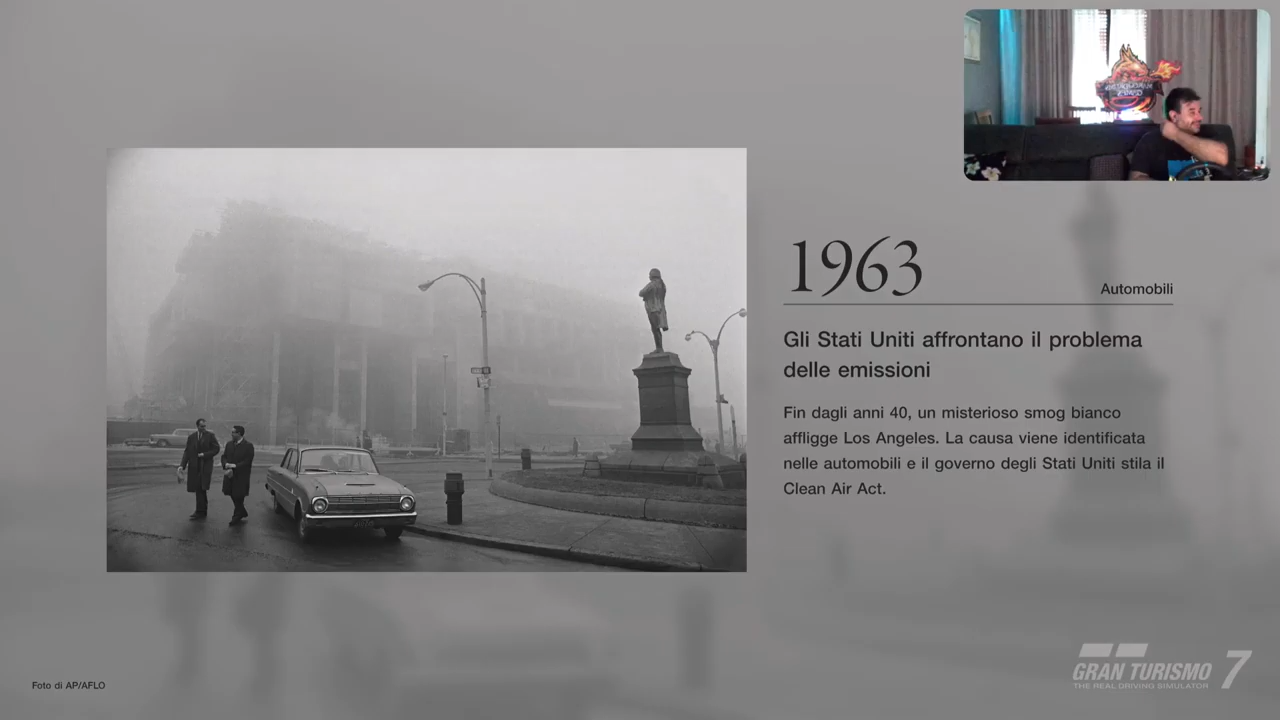 1963
Automobili
Gli Stati Uniti affrontano il problema
delle emissioni
Fin dagli anni 40, un misterioso smog bianco
affligge Los Angeles. La causa viene identificata
nelle automobili e il governo degli Stati Uniti stila il
Clean Air Act.
Foto di AP/AFLO
GRAN TURISMO 7
THE REAL DRIVING SIMULATOR